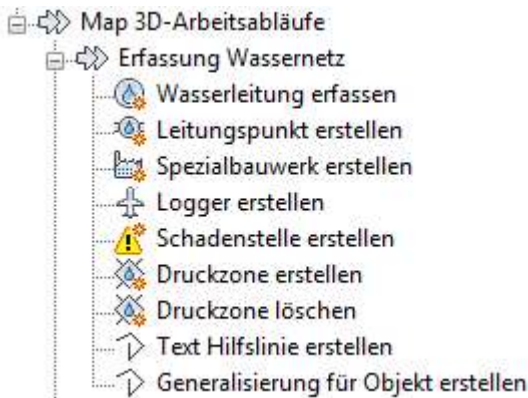 Map 3D-Arbeitsabläufe
Erfassung Wassernetz
Wasserleitung erfassen
Leitungspunkt erstellen
Spezialbauwerk erstellen
Logger erstellen
Schadenstelle erstellen
Druckzone erstellen
Druckzone löschen
Text Hilfslinie erstellen
Generalisierung für Objekt erstellen